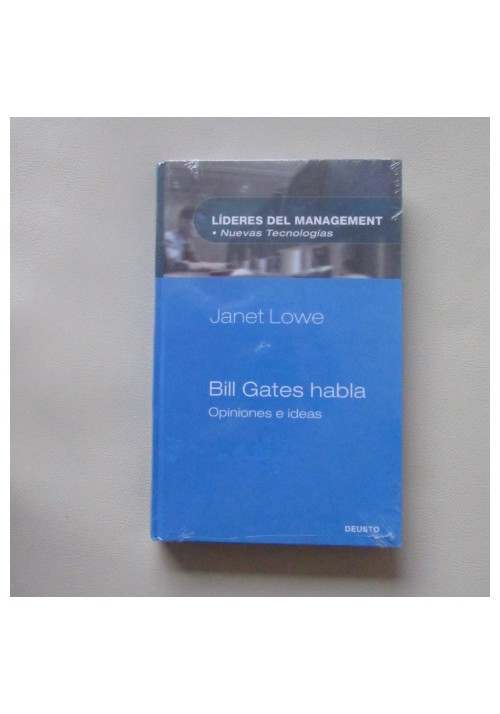 LÍDERES DEL MANAGEMENT
• Nuevas Tecnologías
Janet Lowe
Bill Gates habla
Opiniones e ideas
DEUSTO